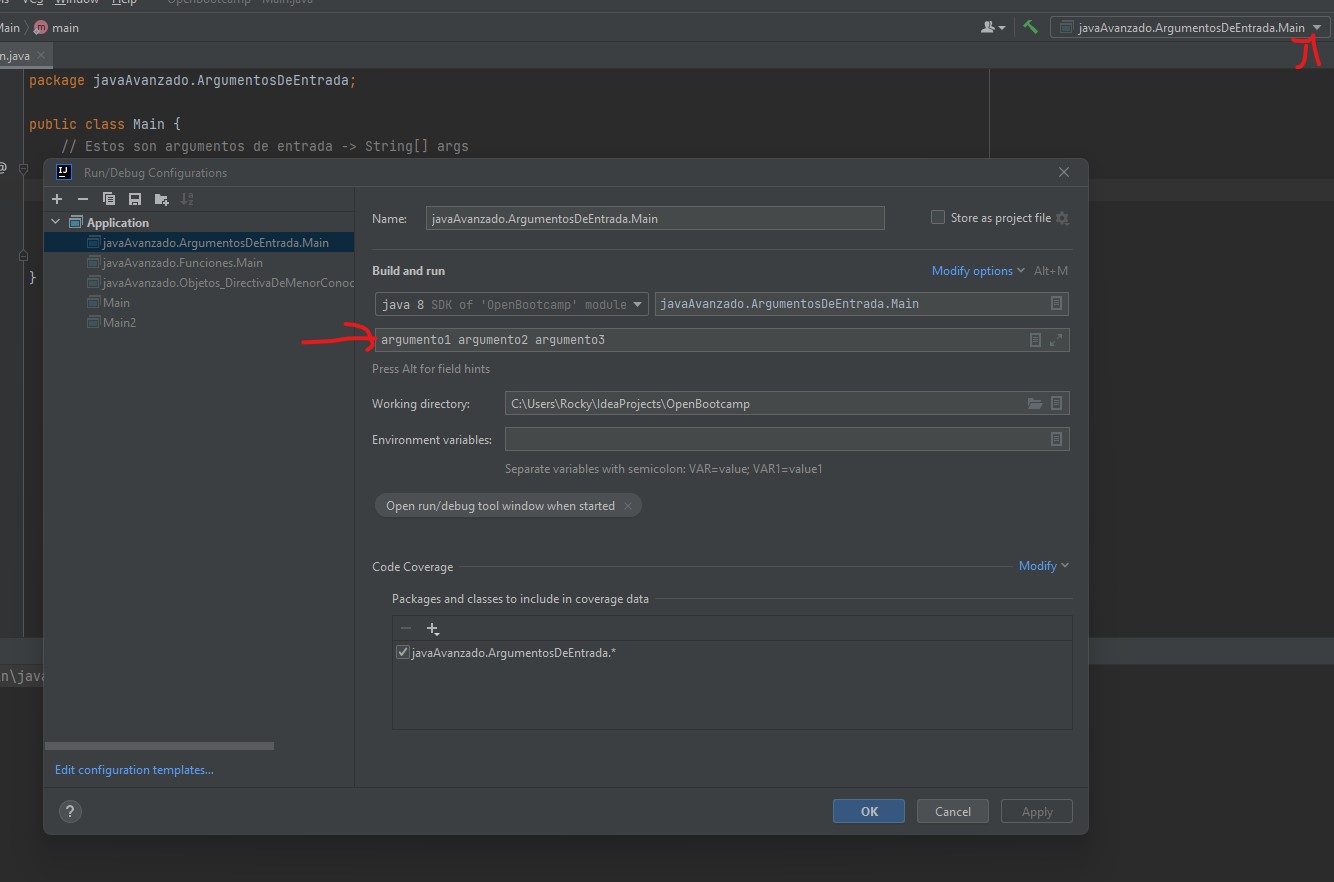 VCS Window Help OpenBootcamp Main.java
Main main
javaAvanzado.ArgumentosDeEntrada.Main
n.java
package javaAvanzado.ArgumentosDeEntrada;
public class Main {
// Estos son argumentos de entrada -> String[] args
@
}
Run/Debug Configurations
Application
javaAvanzado.ArgumentosDeEntrada.Main
javaAvanzado.Funciones.Main
javaAvanzado.Objetos_DirectivaDeMenorConoc
Main
Main2
Edit configuration templates...
Name: javaAvanzado.ArgumentosDeEntrada.Main Store as project file
Build and run Modify options Alt+M
java 8 SDK of 'OpenBootcamp' module javaAvanzado.ArgumentosDeEntrada.Main
argumento1 argumento2 argumento3
Press Alt for field hints
Working directory: C:\Users\Rocky\IdeaProjects\OpenBootcamp
Environment variables:
Separate variables with semicolon: VAR=value; VAR1=value1
Open run/debug tool window when started
Code Coverage Modify
Packages and classes to include in coverage data
javaAvanzado.ArgumentosDeEntrada.*
n\java
? OK Cancel Apply